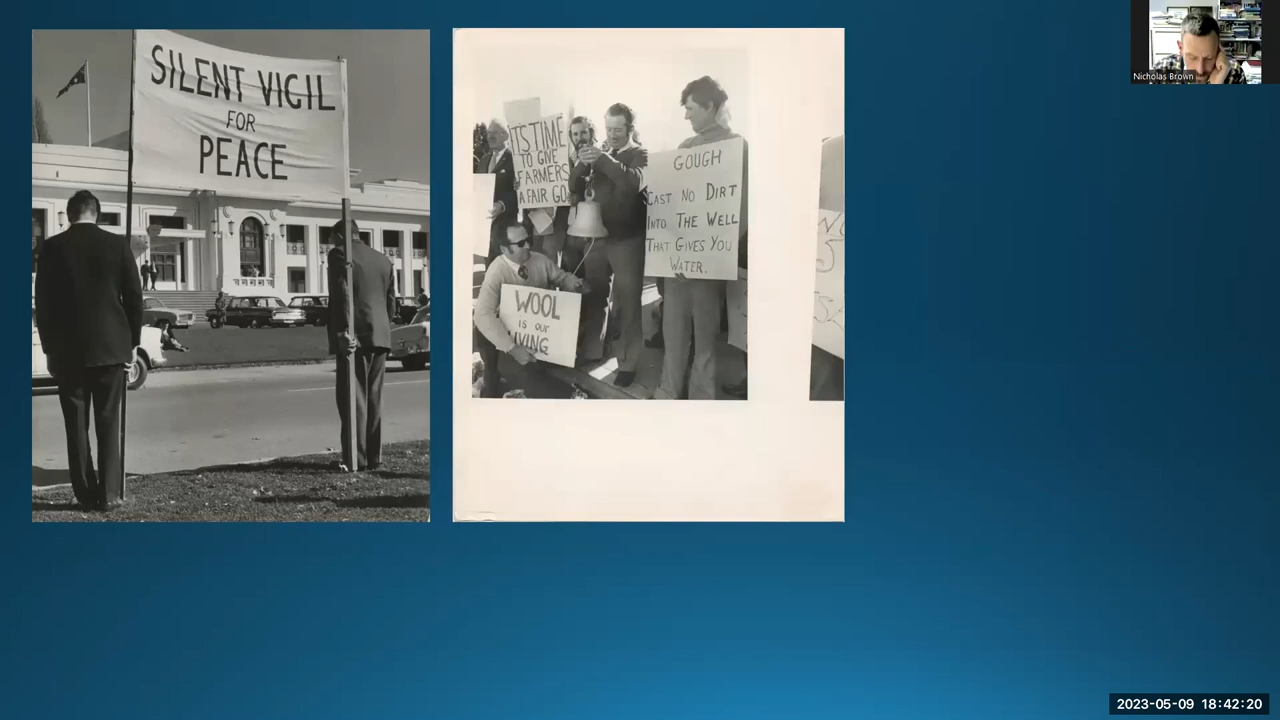 SILENT VIGIL
FOR
PEACE
ITS TIME
TO GIVE
FARMERS
A FAIR GO
GOUGH
CAST NO DIRT
INTO THE WELL
THAT GIVES YOU
WATER.
WOOL
IS OUR
LIVING
Nicholas Brown
2023-05-09 18:42:20